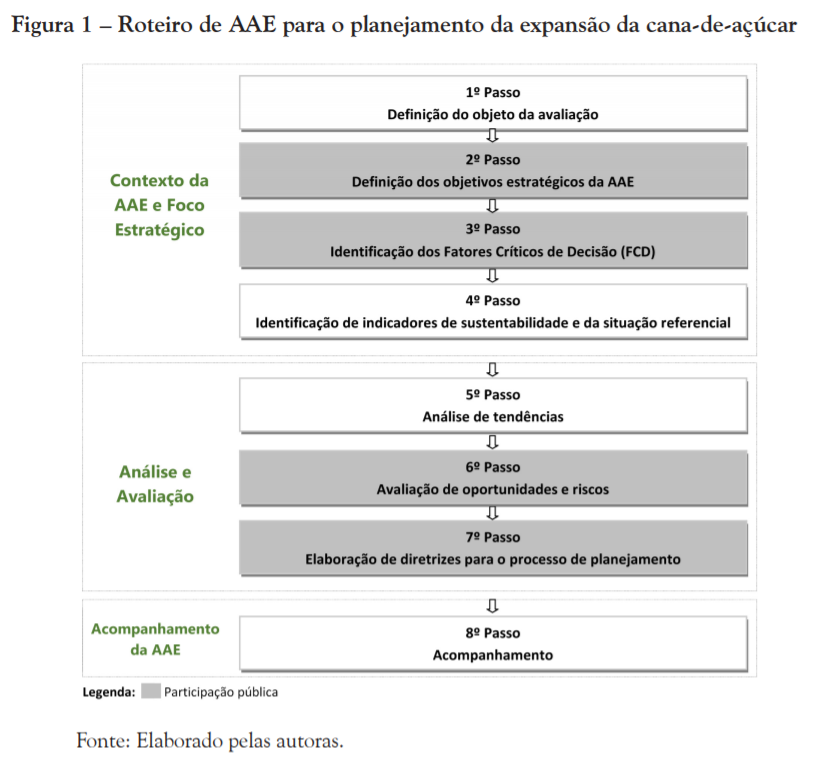 Figura 1 – Roteiro de AAE para o planejamento da expansão da cana-de-açúcar
Contexto da
AAE e Foco
Estratégico
1º Passo
Definição do objeto da avaliação
2º Passo
Definição dos objetivos estratégicos da AAE
3º Passo
Identificação dos Fatores Críticos de Decisão (FCD)
4º Passo
Identificação de indicadores de sustentabilidade e da situação referencial
Análise e
Avaliação
5º Passo
Análise de tendências
6º Passo
Avaliação de oportunidades e riscos
7º Passo
Elaboração de diretrizes para o processo de planejamento
Acompanhamento
da AAE
8º Passo
Acompanhamento
Legenda: Participação pública
Fonte: Elaborado pelas autoras.